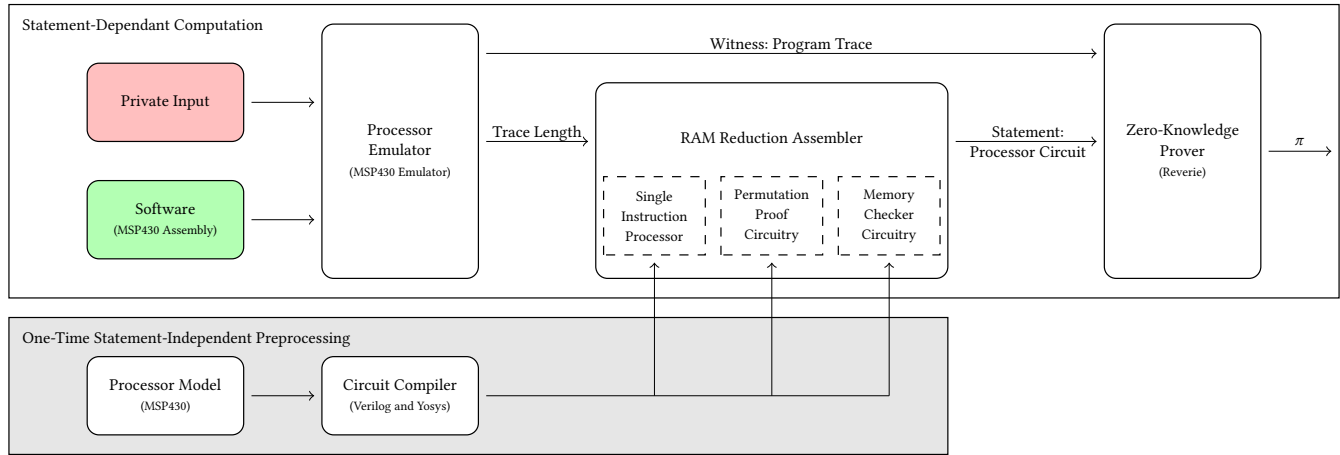 Statement-Dependant Computation
Private Input
Software
(MSP430 Assembly)
Processor
Emulator
(MSP430 Emulator)
Witness: Program Trace
Trace Length
RAM Reduction Assembler
Single
Instruction
Processor
Permutation
Proof
Circuitry
Memory
Checker
Circuitry
Statement:
Processor Circuit
Zero-Knowledge
Prover
(Reverie)
π
One-Time Statement-Independent Preprocessing
Processor Model
(MSP430)
Circuit Compiler
(Verilog and Yosys)